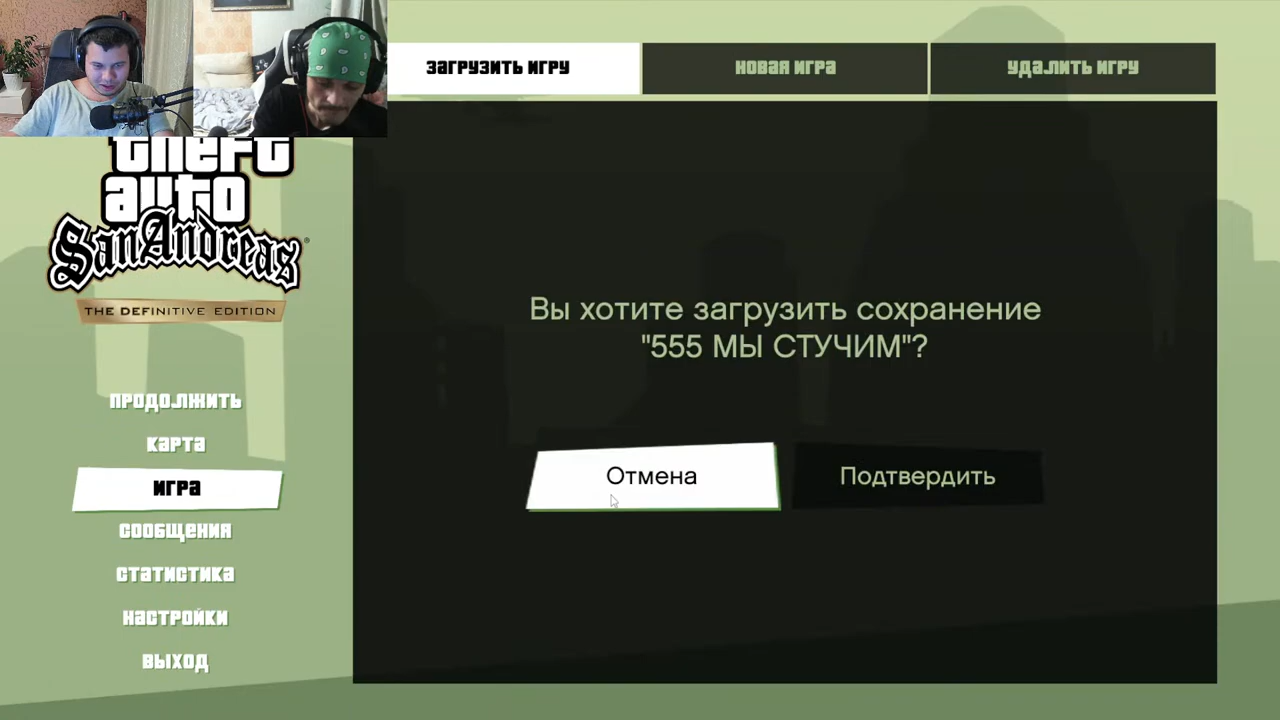 ЗАГРУЗИТЬ ИГРУ
НОВАЯ ИГРА
УДАЛИТЬ ИГРУ
theft
auto
San Andreas
THE DEFINITIVE EDITION
Вы хотите загрузить сохранение
"555 МЫ СТУЧИМ"?
Отмена
Подтвердить
ПРОДОЛЖИТЬ
КАРТА
ИГРА
СООБЩЕНИЯ
СТАТИСТИКА
НАСТРОЙКИ
ВЫХОД